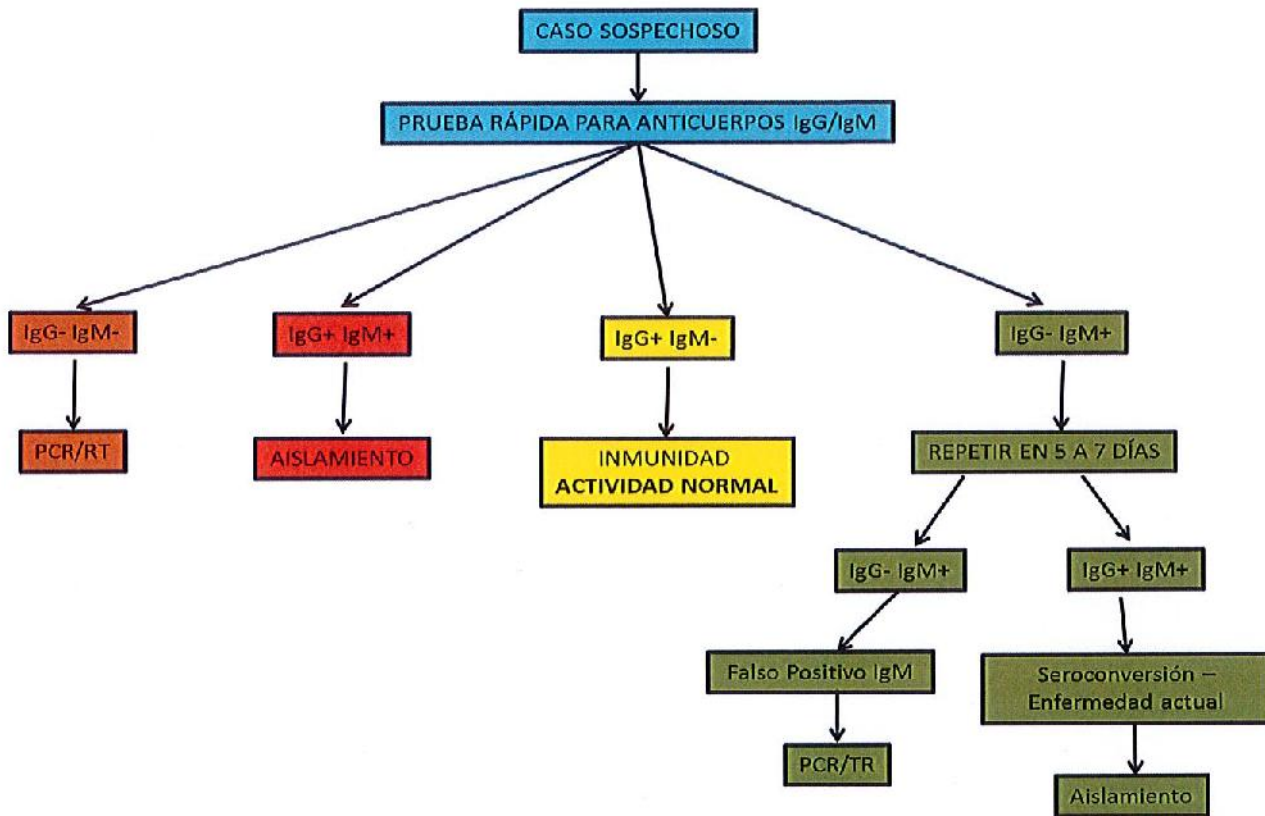 CASO SOSPECHOSO
PRUEBA RÁPIDA PARA ANTICUERPOS IgG/IgM
IgG- IgM-
IgG+ IgM+
IgG+ IgM-
IgG- IgM+
PCR/RT
AISLAMIENTO
INMUNIDAD
ACTIVIDAD NORMAL
REPETIR EN 5 A 7 DÍAS
IgG- IgM+
IgG+ IgM+
Falso Positivo IgM
Seroconversión –
Enfermedad actual
PCR/TR
Aislamiento